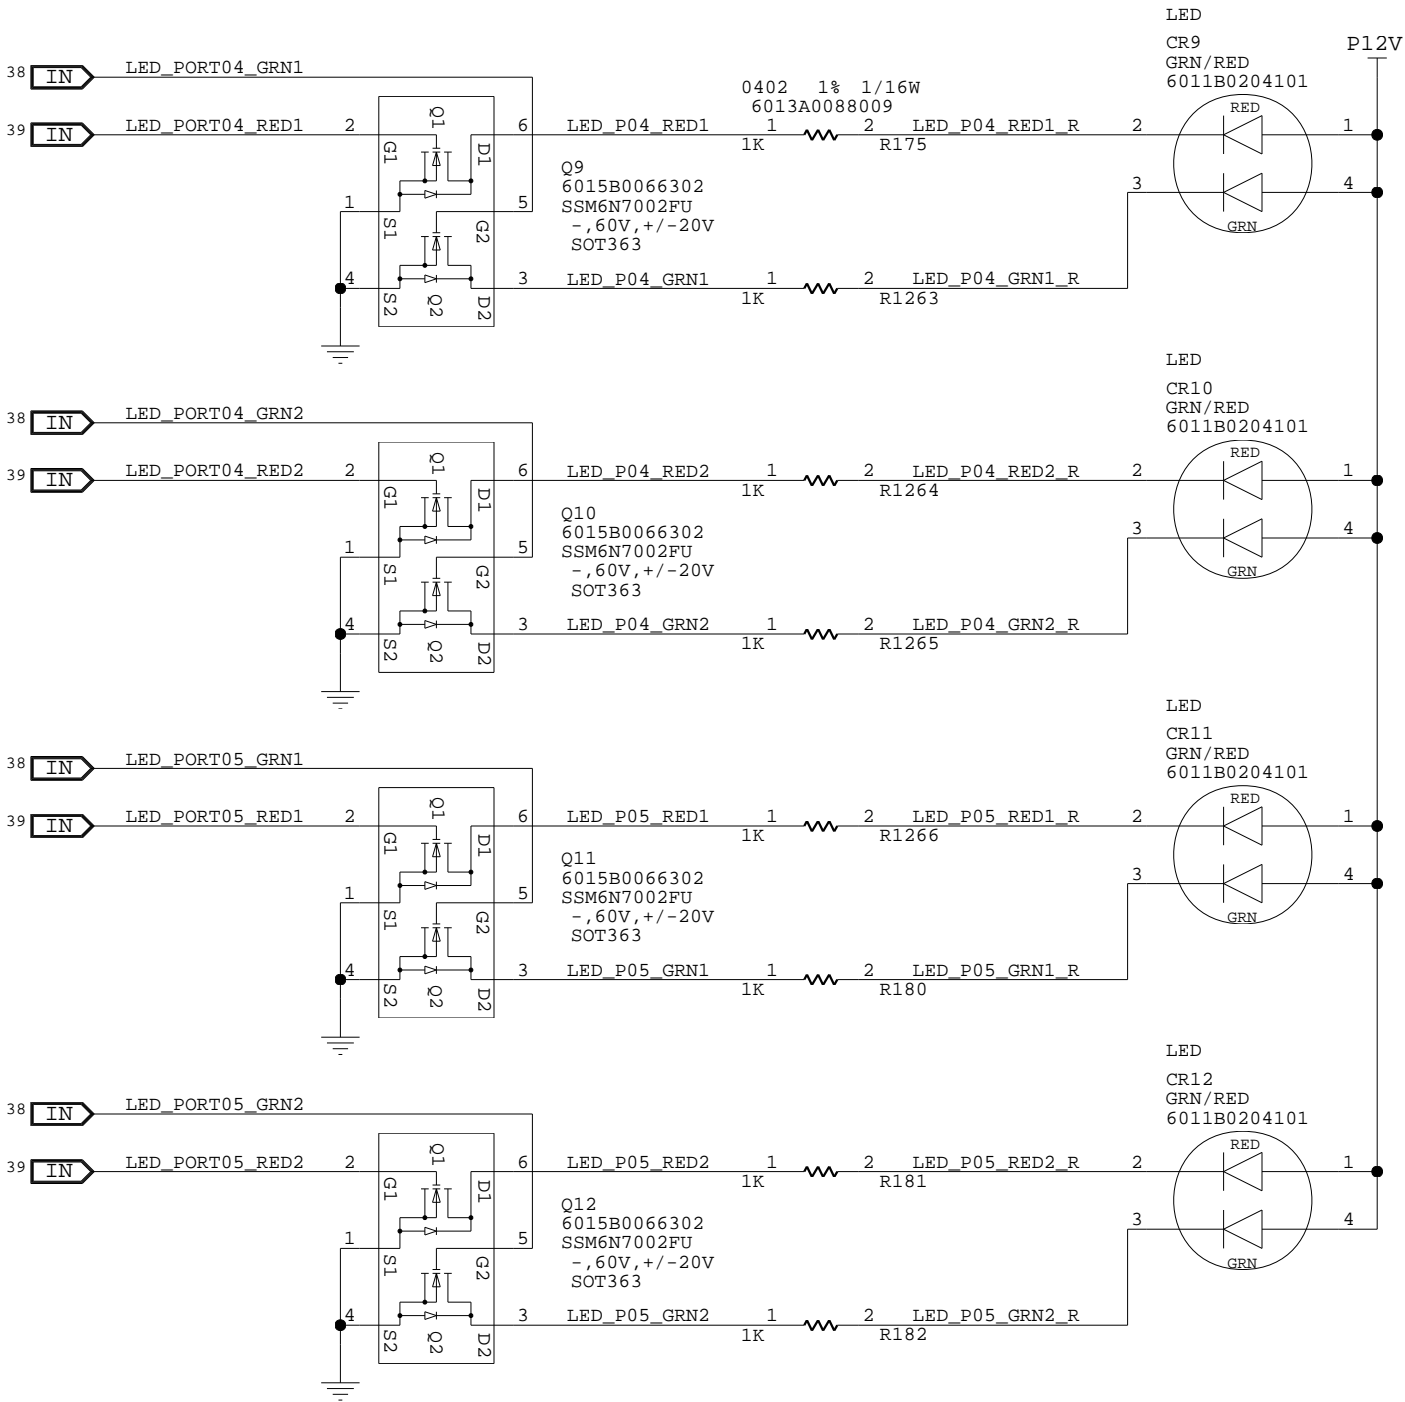 LED
CR9
GRN/RED
6011B0204101
P12V
38 IN LED_PORT04_GRN1
0402 1% 1/16W
6013A0088009
RED
39 IN LED_PORT04_RED1 2 Q1 6 LED_P04_RED1 1 2 LED_P04_RED1_R 2 1
G1 D1 1K R175
Q9
6015B0066302
3 4
1 5 SSM6N7002FU
S1 G2 -,60V,+/-20V
GRN
SOT363
4 3 LED_P04_GRN1 1 2 LED_P04_GRN1_R
S2 Q2 D2 1K R1263
LED
CR10
GRN/RED
6011B0204101
38 IN LED_PORT04_GRN2
RED
39 IN LED_PORT04_RED2 2 Q1 6 LED_P04_RED2 1 2 LED_P04_RED2_R 2 1
G1 D1 1K R1264
Q10
6015B0066302
3 4
1 5 SSM6N7002FU
S1 G2 -,60V,+/-20V
GRN
SOT363
4 3 LED_P04_GRN2 1 2 LED_P04_GRN2_R
S2 Q2 D2 1K R1265
LED
CR11
GRN/RED
6011B0204101
38 IN LED_PORT05_GRN1
RED
39 IN LED_PORT05_RED1 2 Q1 6 LED_P05_RED1 1 2 LED_P05_RED1_R 2 1
G1 D1 1K R1266
Q11
6015B0066302
3 4
1 5 SSM6N7002FU
S1 G2 -,60V,+/-20V
GRN
SOT363
4 3 LED_P05_GRN1 1 2 LED_P05_GRN1_R
S2 Q2 D2 1K R180
LED
CR12
GRN/RED
6011B0204101
38 IN LED_PORT05_GRN2
RED
39 IN LED_PORT05_RED2 2 Q1 6 LED_P05_RED2 1 2 LED_P05_RED2_R 2 1
G1 D1 1K R181
Q12
6015B0066302
3 4
1 5 SSM6N7002FU
S1 G2 -,60V,+/-20V
GRN
SOT363
4 3 LED_P05_GRN2 1 2 LED_P05_GRN2_R
S2 Q2 D2 1K R182